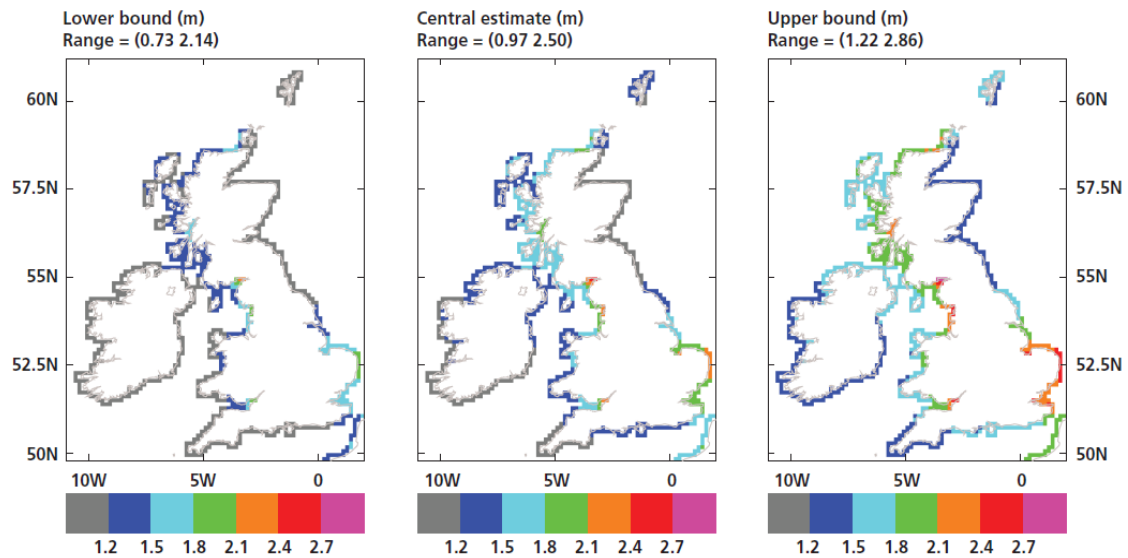 Lower bound (m)
Range = (0.73 2.14)
Central estimate (m)
Range = (0.97 2.50)
Upper bound (m)
Range = (1.22 2.86)
60N
60N
57.5N
57.5N
55N
55N
52.5N
52.5N
50N
50N
10W 5W 0
10W 5W 0
10W 5W 0
1.2 1.5 1.8 2.1 2.4 2.7
1.2 1.5 1.8 2.1 2.4 2.7
1.2 1.5 1.8 2.1 2.4 2.7